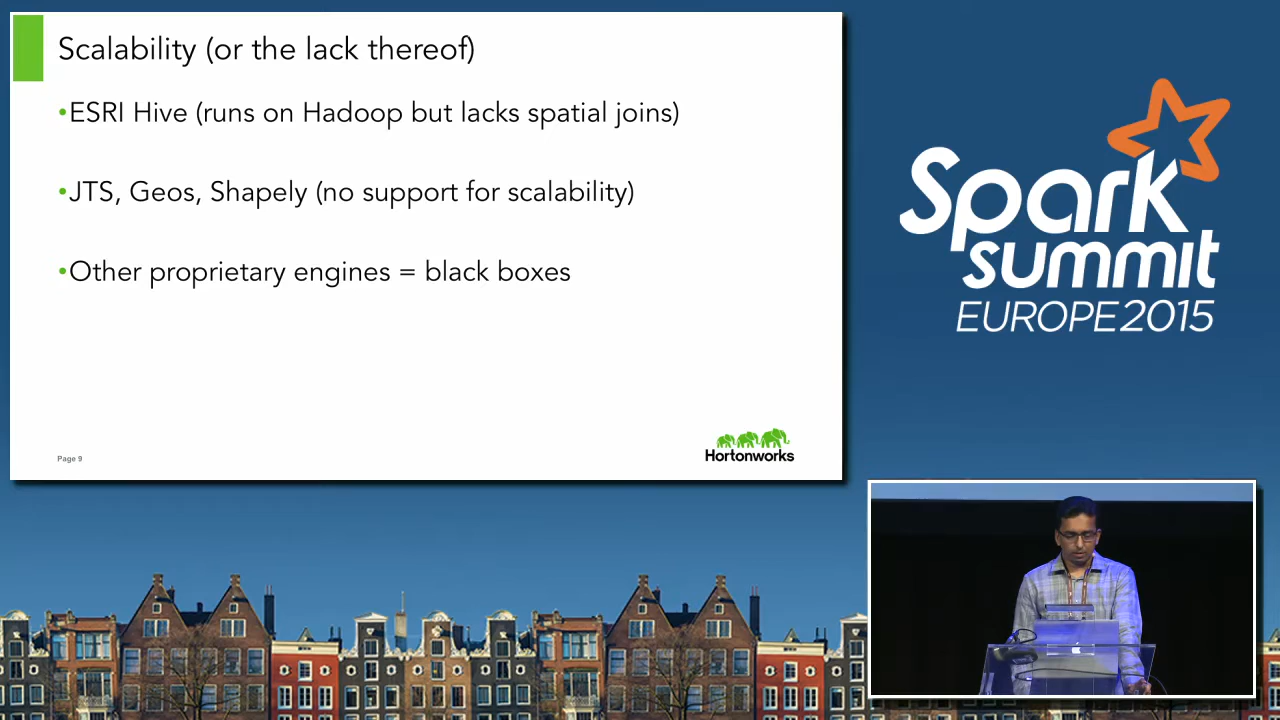 Scalability (or the lack thereof)
•ESRI Hive (runs on Hadoop but lacks spatial joins)
•JTS, Geos, Shapely (no support for scalability)
•Other proprietary engines = black boxes
Page 9
Hortonworks
Spark
summit
EUROPE 2015